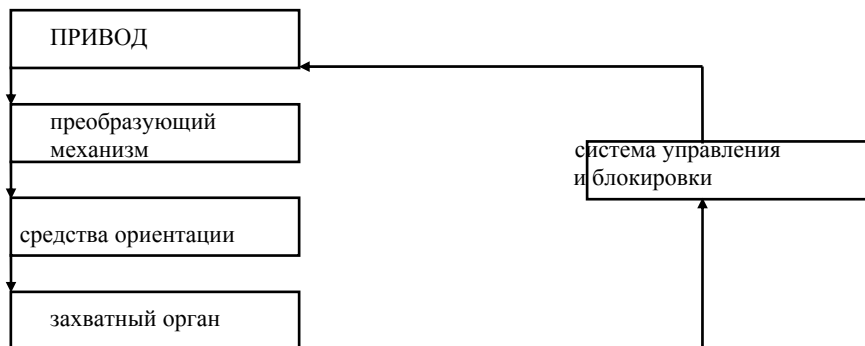 ПРИВОД
преобразующий
механизм
система управления
и блокировки
средства ориентации
захватный орган